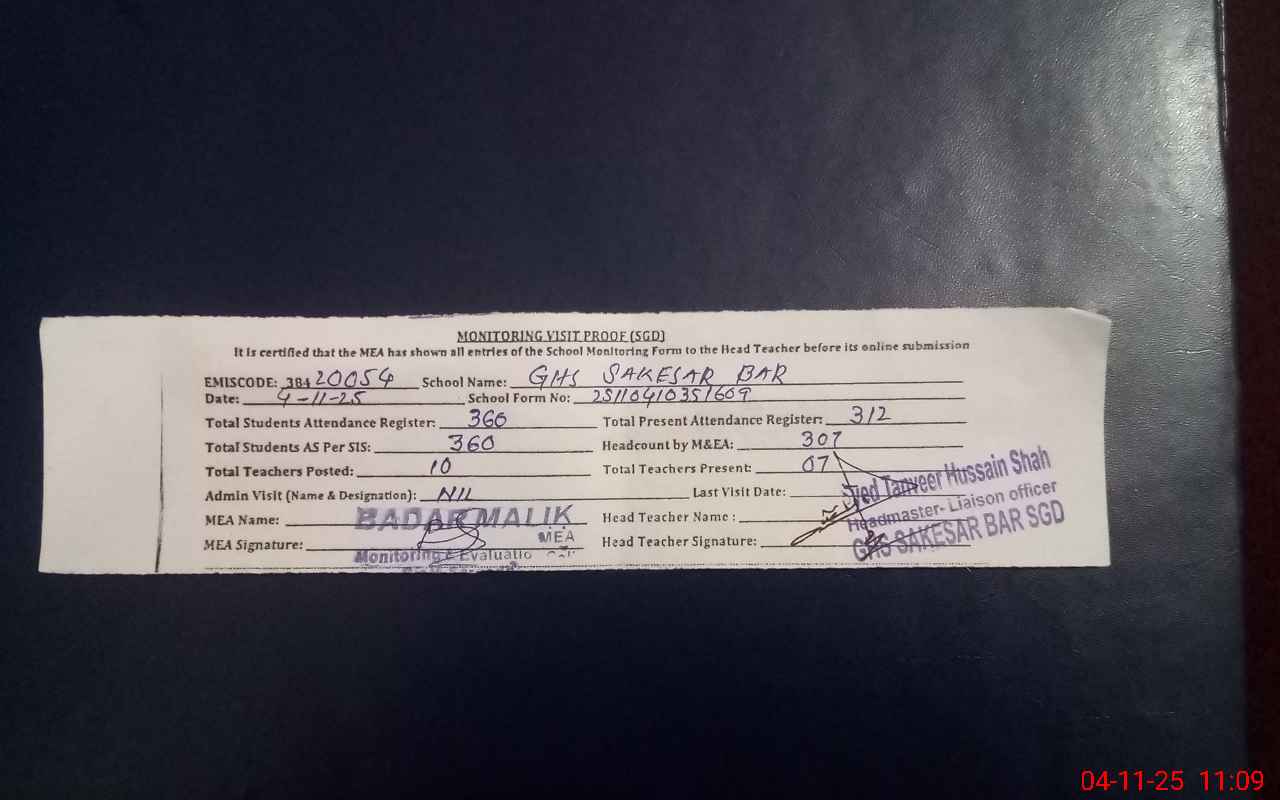 MONITORING VISIT PROOF (SGD)
It is certified that the MEA has shown all entries of the School Monitoring Form to the Head Teacher before its online submission
EMISCODE: 38420054 School Name: GHS SAKESAR BAR
Date: 4-11-25 School Form No: 25110410351609
Total Students Attendance Register: 360 Total Present Attendance Register: 312
Total Students AS Per SIS: 360 Headcount by M&EA: 307
Total Teachers Posted: 10 Total Teachers Present: 07
Admin Visit (Name & Designation): NIL Last Visit Date:
MEA Name: BADAR MALIK Head Teacher Name : Syed Tanveer Hussain Shah
MEA
Headmaster- Liaison officer
MEA Signature: Head Teacher Signature: GHS SAKESAR BAR SGD
Monitoring & Evaluatio
04-11-25 11:09